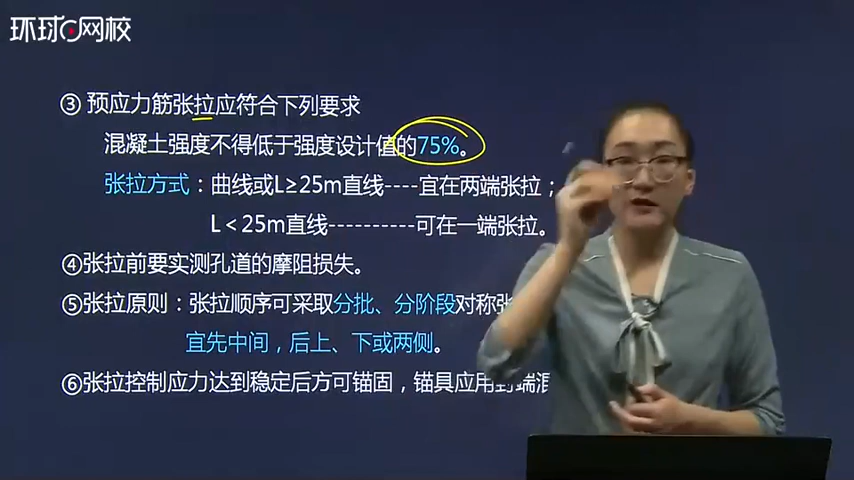 环球网校
③ 预应力筋张拉应符合下列要求
混凝土强度不得低于强度设计值的75%。
张拉方式：曲线或L≥25m直线----宜在两端张拉；
L＜25m直线----------可在一端张拉。
④张拉前要实测孔道的摩阻损失。
⑤张拉原则：张拉顺序可采取分批、分阶段对称张
宜先中间，后上、下或两侧。
⑥张拉控制应力达到稳定后方可锚固，锚具应用封端混